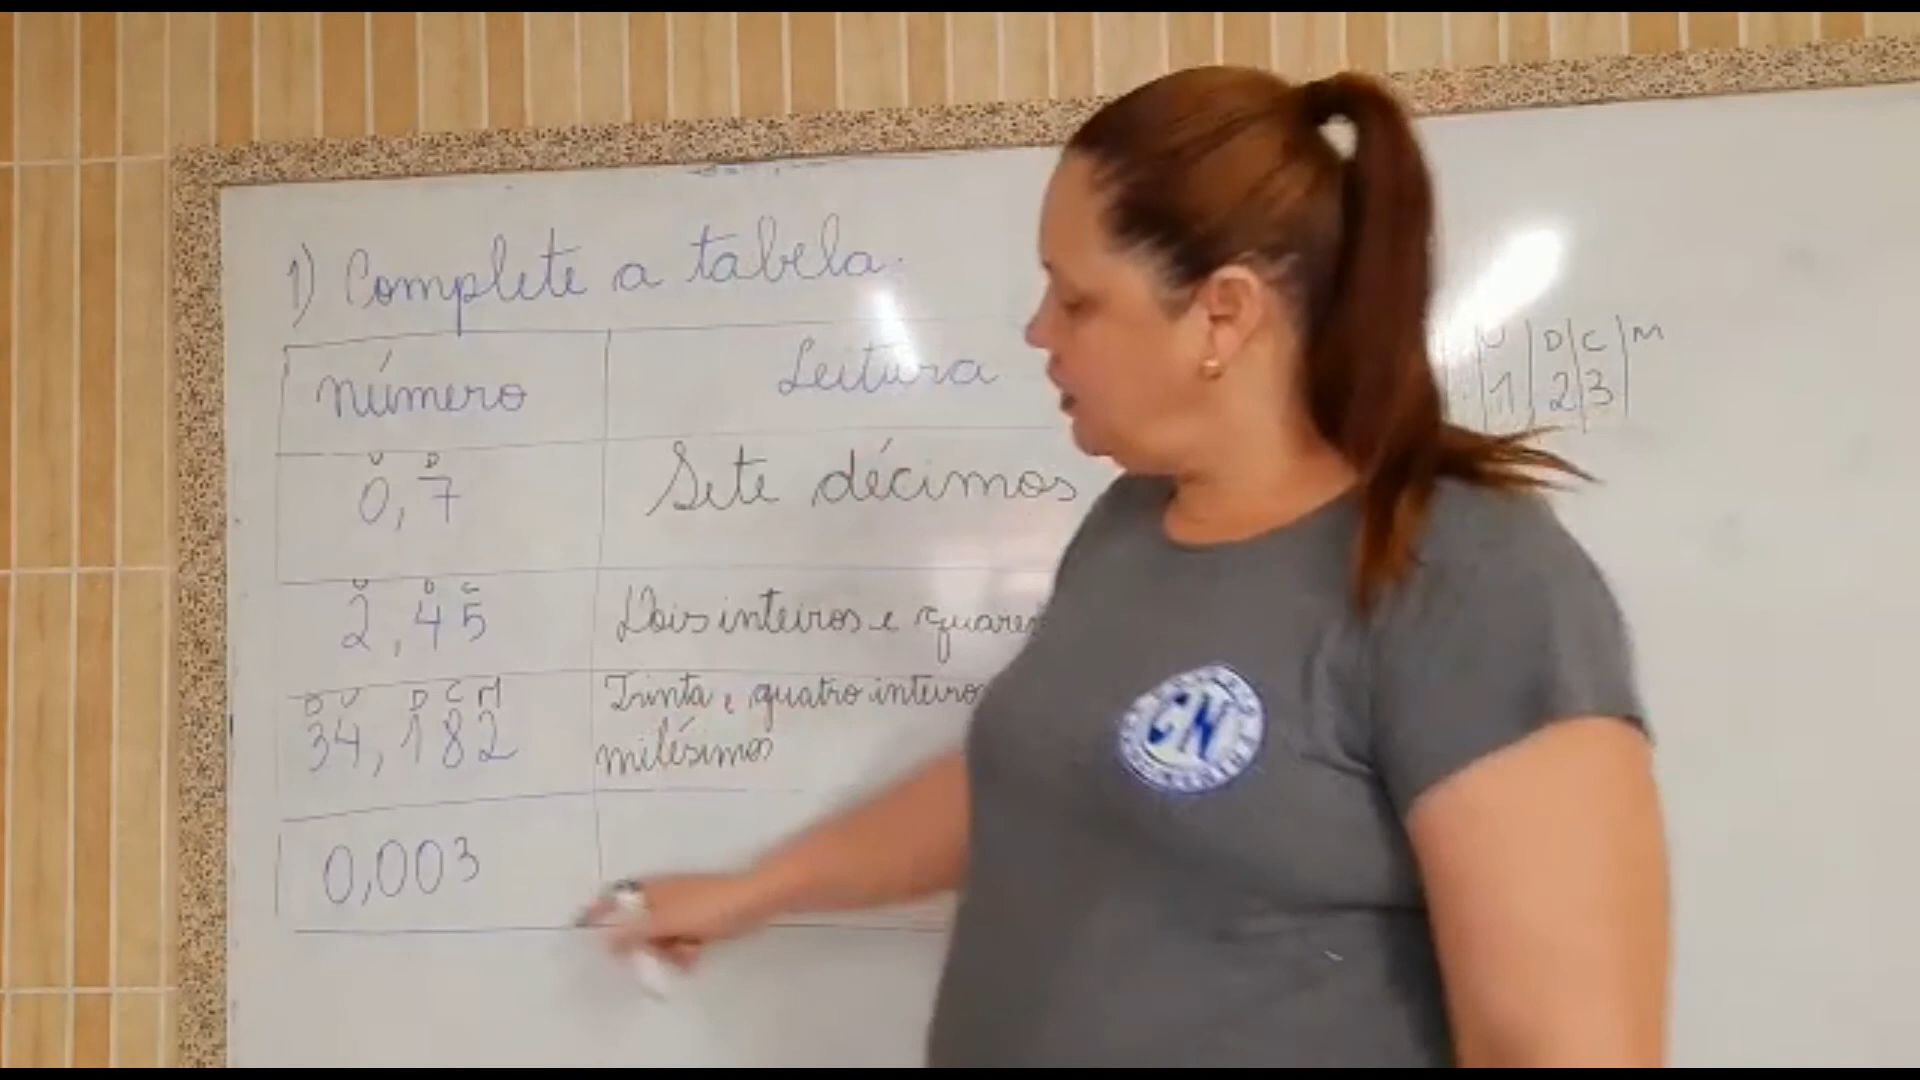 1) Complete a tabela.
número Leitura
U D
0,7 Sete décimos
U D C
2,45 Dois inteiros e
D U D C M
34,182 Trinta e quatro inteiros
milésimos
0,003
U D C M
1 2 3
CN